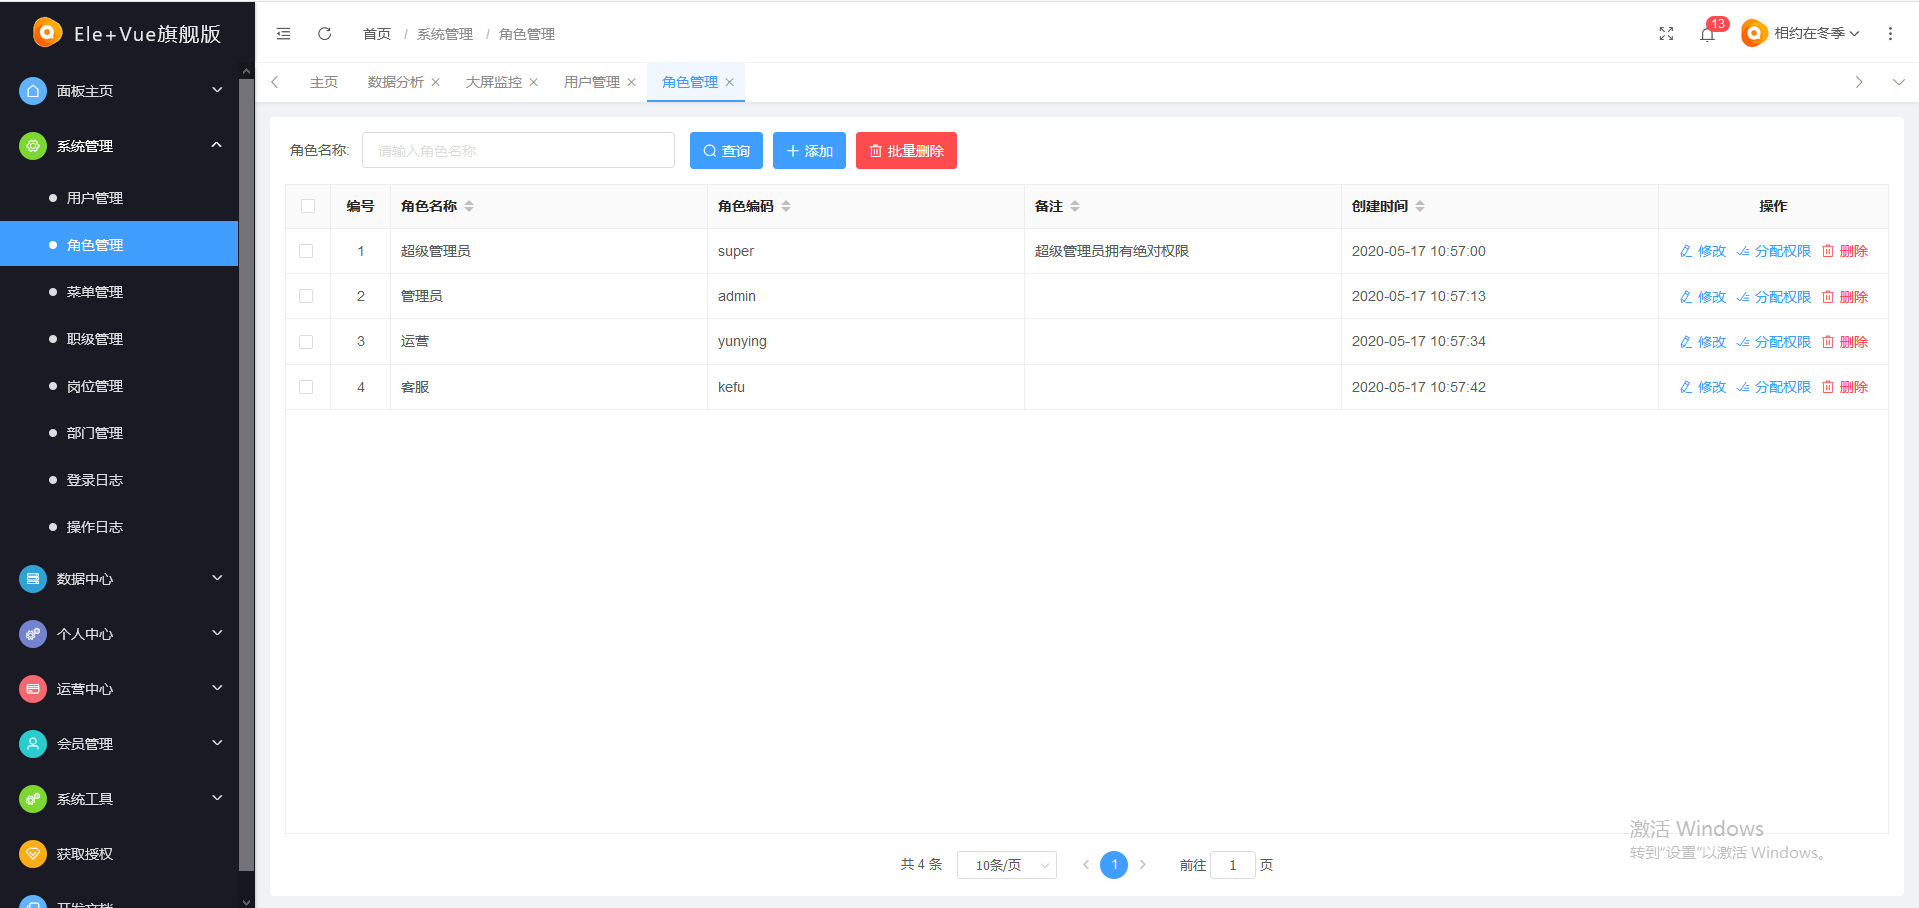 Ele+Vue旗舰版
面板主页
系统管理
用户管理
角色管理
菜单管理
职级管理
岗位管理
部门管理
登录日志
操作日志
数据中心
个人中心
运营中心
会员管理
系统工具
获取授权
开发文档
首页 / 系统管理 / 角色管理
13
相约在冬季
主页 数据分析 大屏监控 用户管理 角色管理
角色名称: 请输入角色名称 查询 添加 批量删除
编号 角色名称 角色编码 备注 创建时间 操作
1 超级管理员 super 超级管理员拥有绝对权限 2020-05-17 10:57:00 修改 分配权限 删除
2 管理员 admin 2020-05-17 10:57:13 修改 分配权限 删除
3 运营 yunying 2020-05-17 10:57:34 修改 分配权限 删除
4 客服 kefu 2020-05-17 10:57:42 修改 分配权限 删除
共 4 条 10条/页 1 前往 1 页
激活 Windows
转到“设置”以激活 Windows。